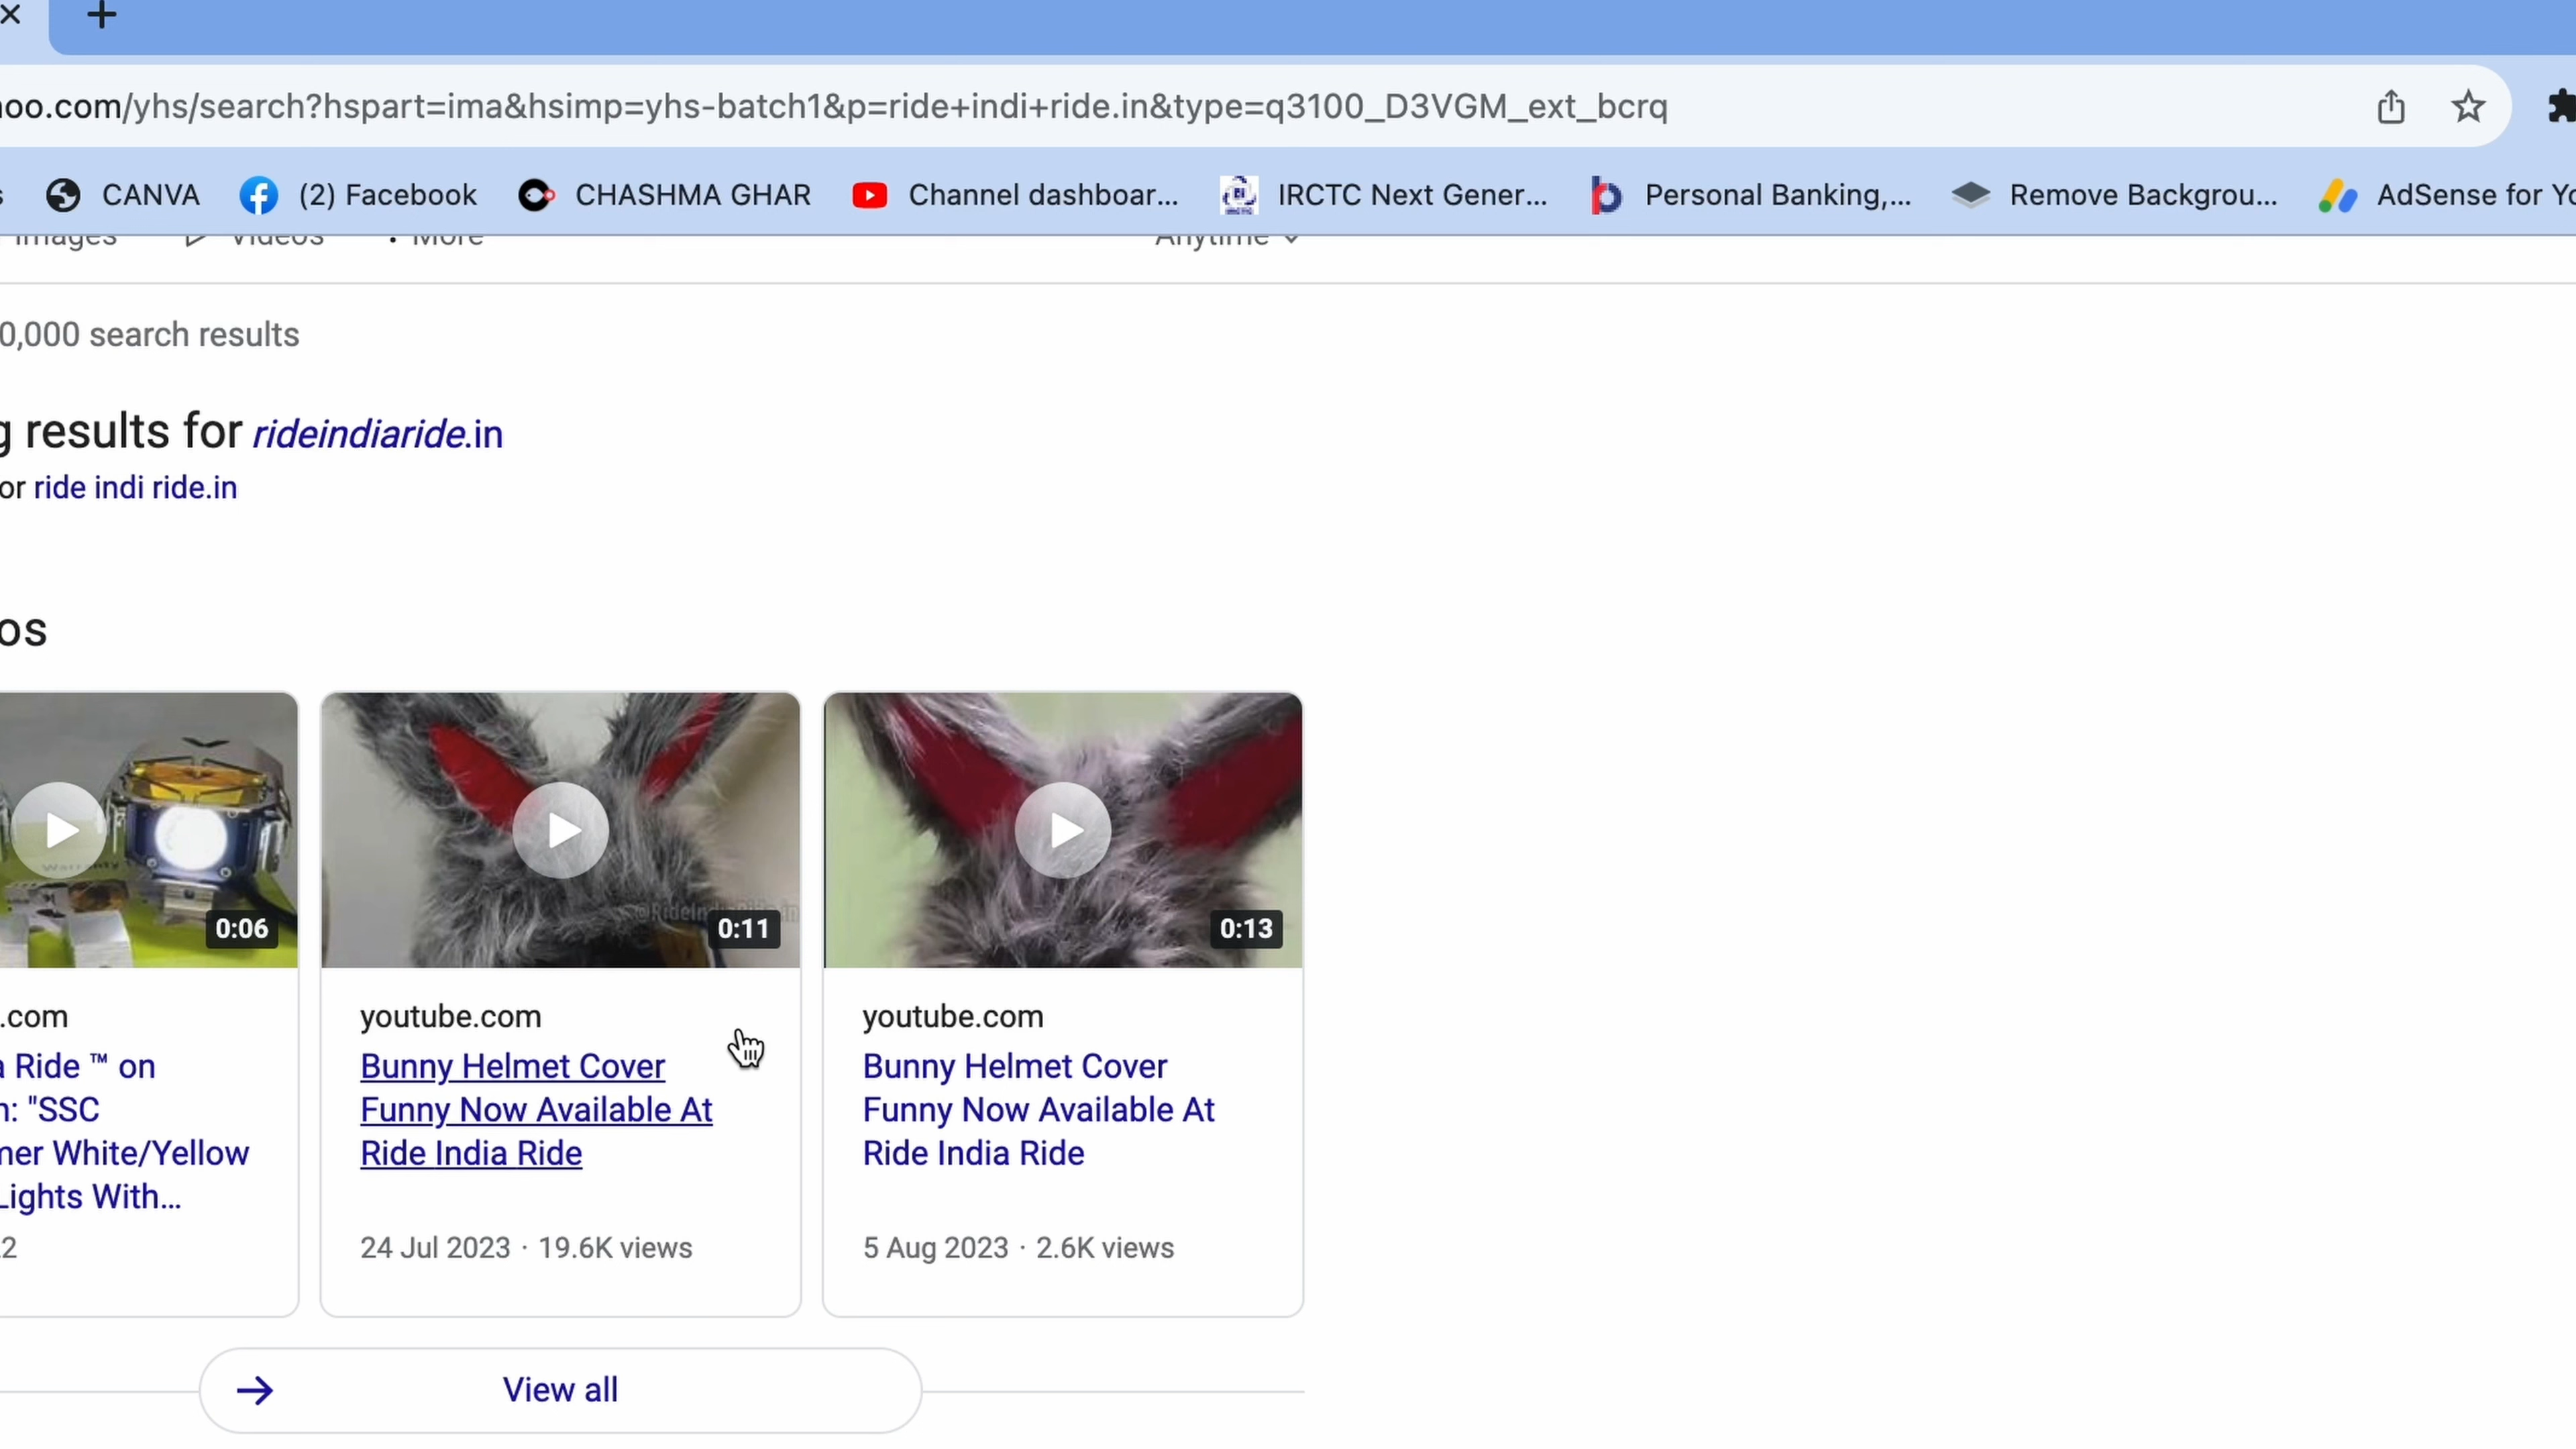 oo.com/yhs/search?hspart=ima&hsimp=yhs-batch1&p=ride+indi+ride.in&type=q3100_D3VGM_ext_bcrq
CANVA (2) Facebook CHASHMA GHAR Channel dashboar... IRCTC Next Gener... Personal Banking,... Remove Backgrou... AdSense for Yo
Images Videos More Anytime
0,000 search results
g results for rideindiaride.in
or ride indi ride.in
os
0:06 0:11 0:13
.com
a Ride ™ on
n: "SSC
ner White/Yellow
Lights With...
2
youtube.com
Bunny Helmet Cover
Funny Now Available At
Ride India Ride
24 Jul 2023 · 19.6K views
youtube.com
Bunny Helmet Cover
Funny Now Available At
Ride India Ride
5 Aug 2023 · 2.6K views
View all